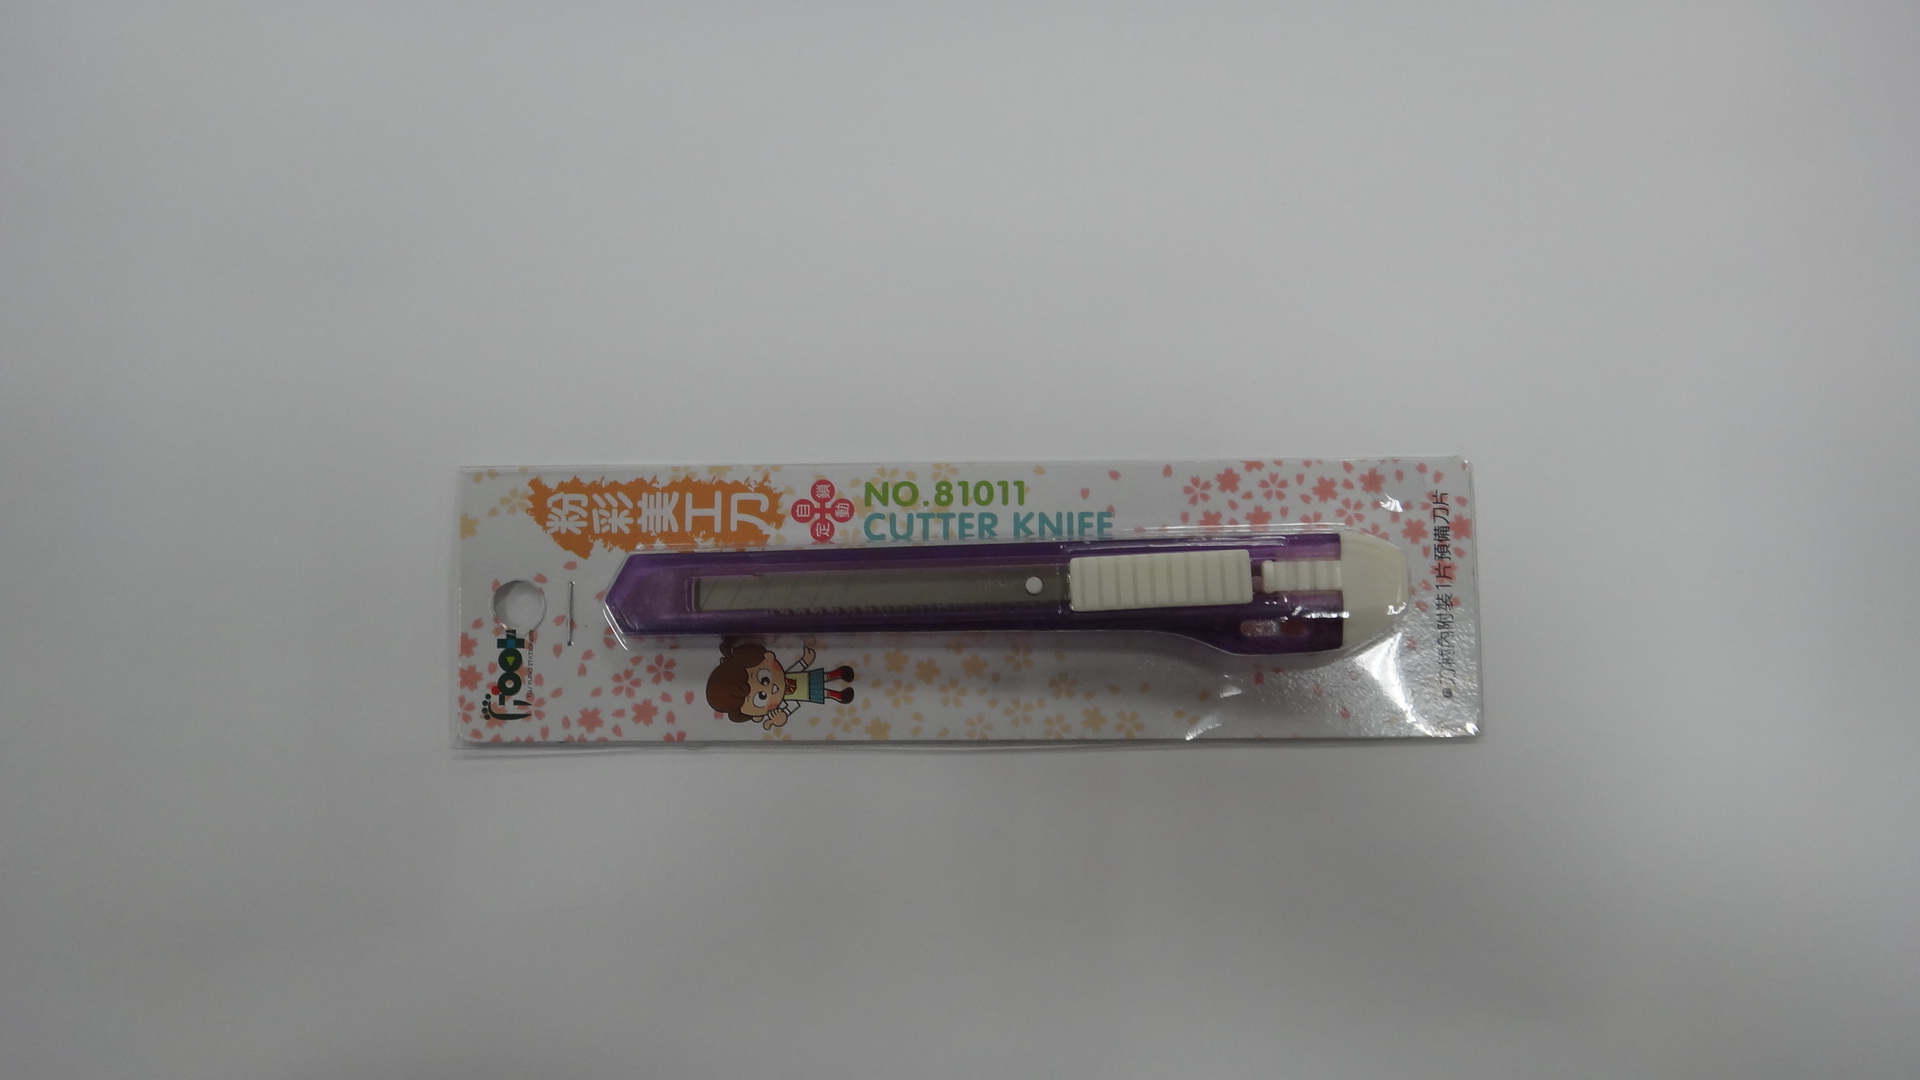 粉彩美工刀
自動
鎖定
NO.81011
CUTTER KNIFE
Foot
●刀柄內附裝1片預備刀片